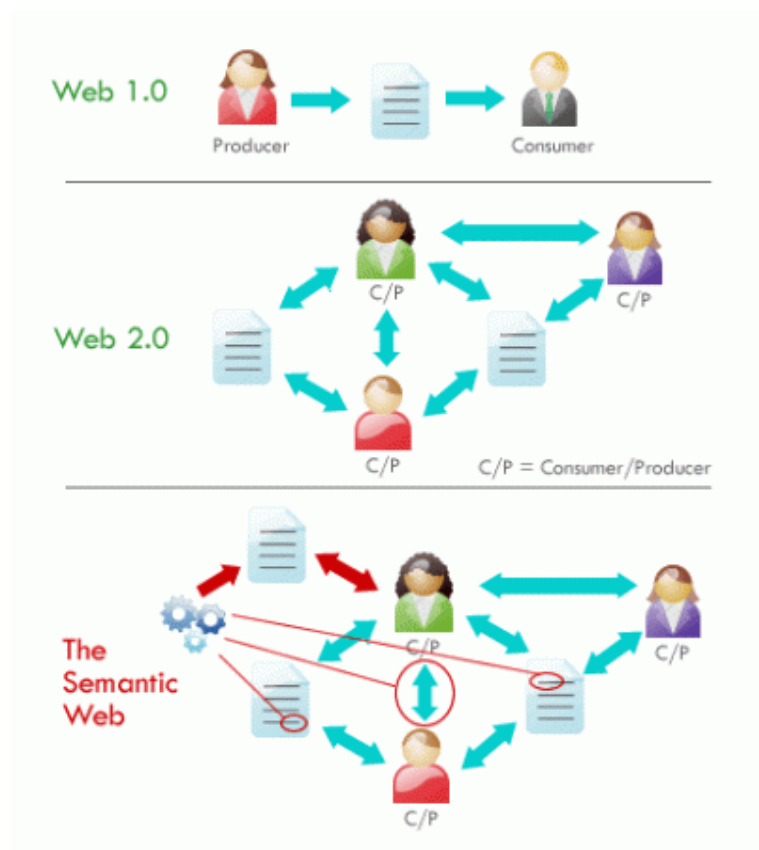 Web 1.0
Producer
Consumer
C/P
C/P
Web 2.0
C/P
C/P = Consumer/Producer
C/P
C/P
The
Semantic
Web
C/P